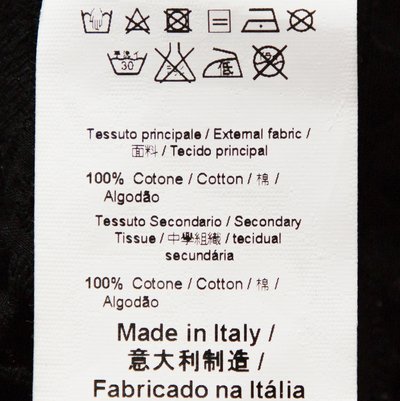 30
低
Tessuto principale / External fabric /
面料 / Tecido principal
100% Cotone / Cotton / 棉 /
Algodão
Tessuto Secondario / Secondary
Tissue / 中學組織 / tecidual
secundária
100% Cotone / Cotton / 棉 /
Algodão
Made in Italy /
意大利制造 /
Fabricado na Itália